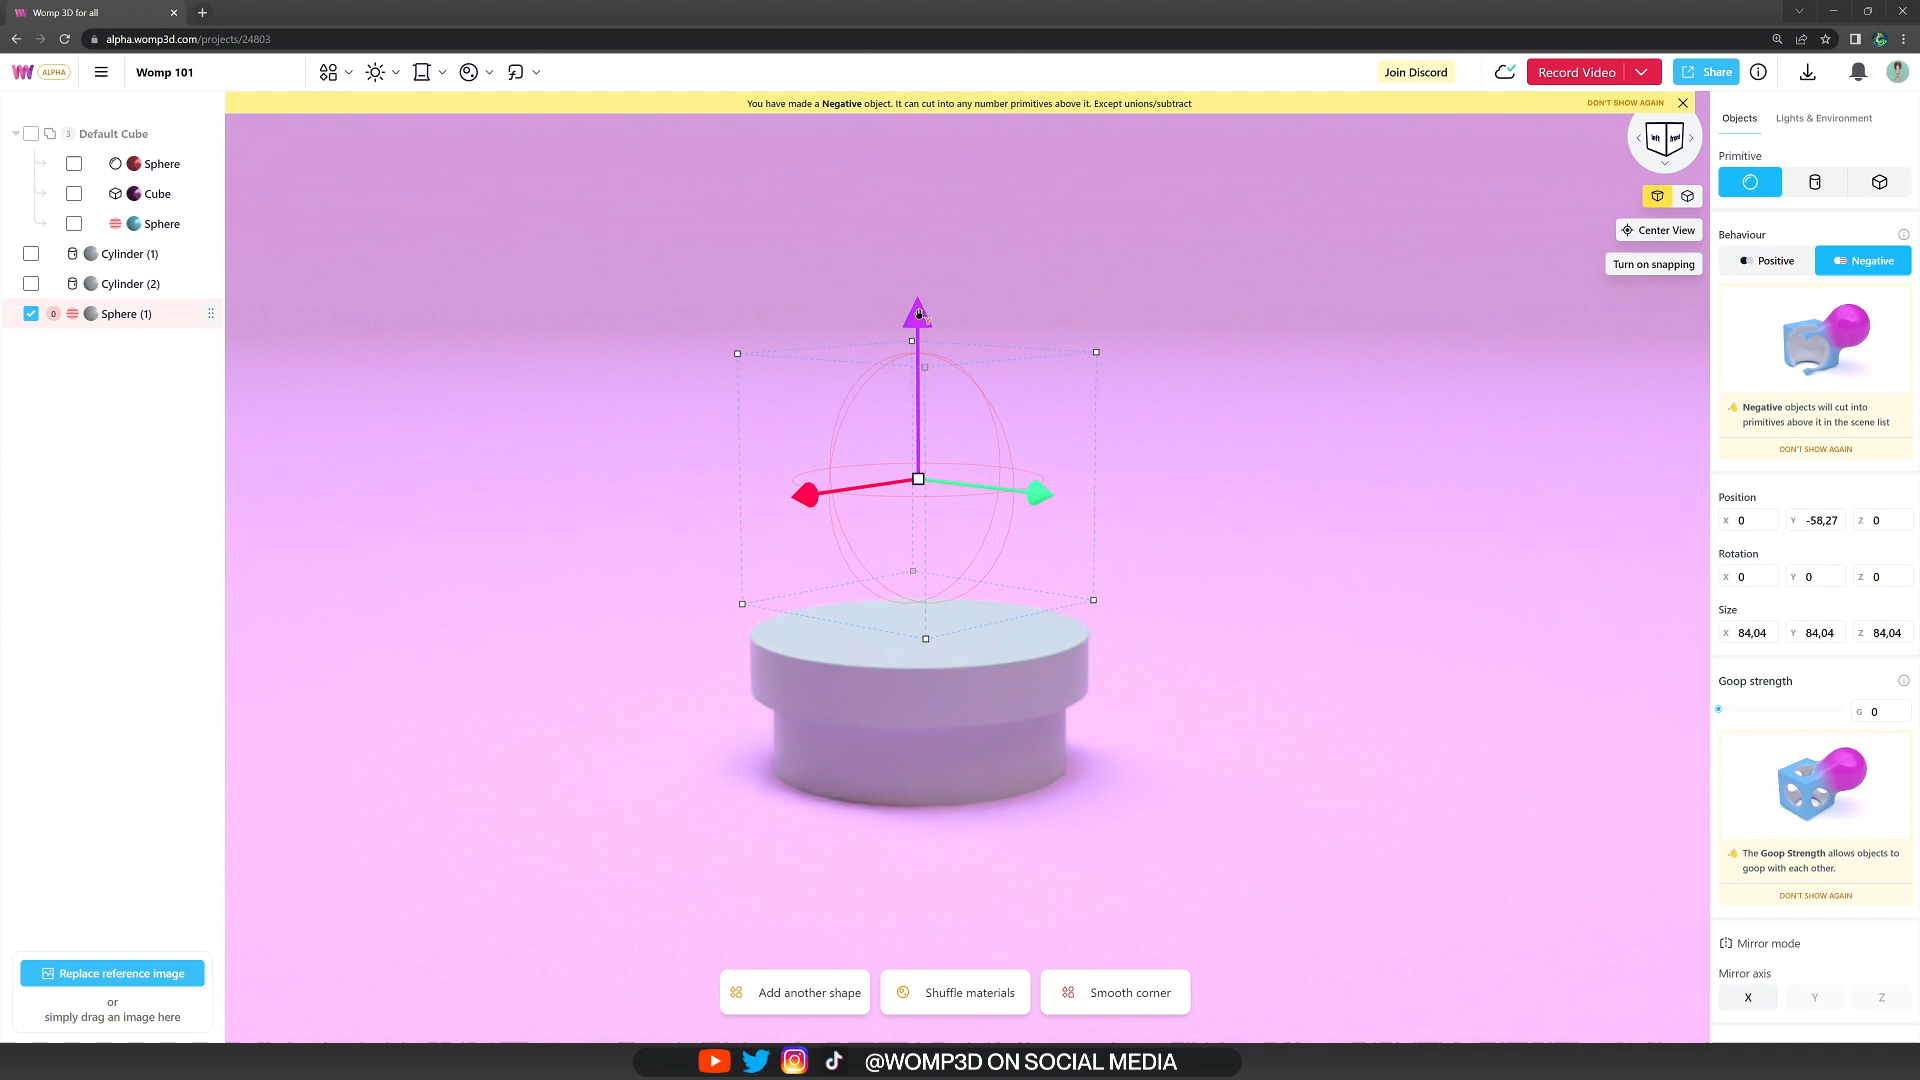 Womp 3D for all
alpha.womp3d.com/projects/24803
ALPHA
Womp 101
Join Discord
Record Video
Share
You have made a Negative object. It can cut into any number primitives above it. Except unions/subtract
DON'T SHOW AGAIN
3 Default Cube
Sphere
Cube
Sphere
Cylinder (1)
Cylinder (2)
0 Sphere (1)
left front
Center View
Turn on snapping
Y
Objects Lights & Environment
Primitive
Behaviour
Positive Negative
Negative objects will cut into
primitives above it in the scene list
DON'T SHOW AGAIN
Position
X 0 Y -58,27 Z 0
Rotation
X 0 Y 0 Z 0
Size
X 84,04 Y 84,04 Z 84,04
Goop strength
G 0
The Goop Strength allows objects to
goop with each other.
DON'T SHOW AGAIN
Mirror mode
Mirror axis
X Y Z
Replace reference image
or
simply drag an image here
Add another shape
Shuffle materials
Smooth corner
@WOMP3D ON SOCIAL MEDIA